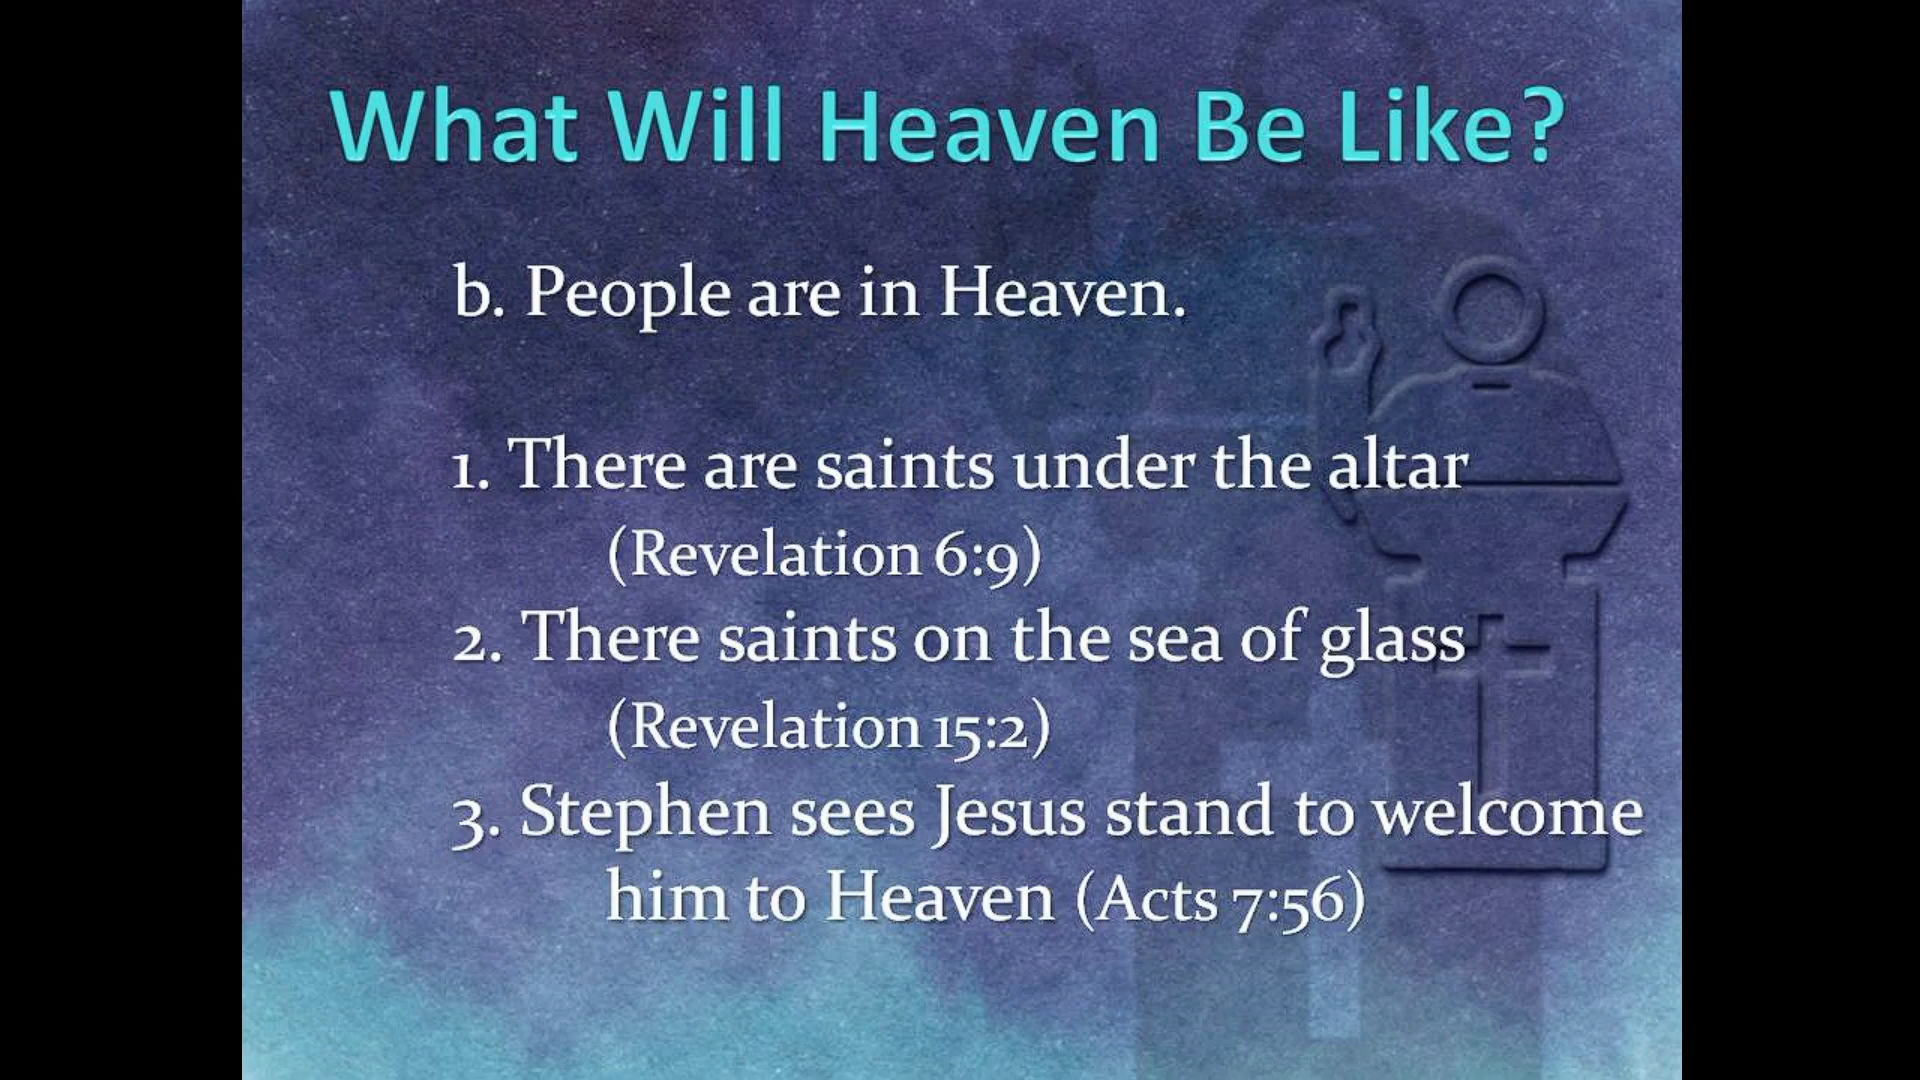 What Will Heaven Be Like?
b. People are in Heaven.
1. There are saints under the altar
(Revelation 6:9)
2. There saints on the sea of glass
(Revelation 15:2)
3. Stephen sees Jesus stand to welcome
him to Heaven (Acts 7:56)